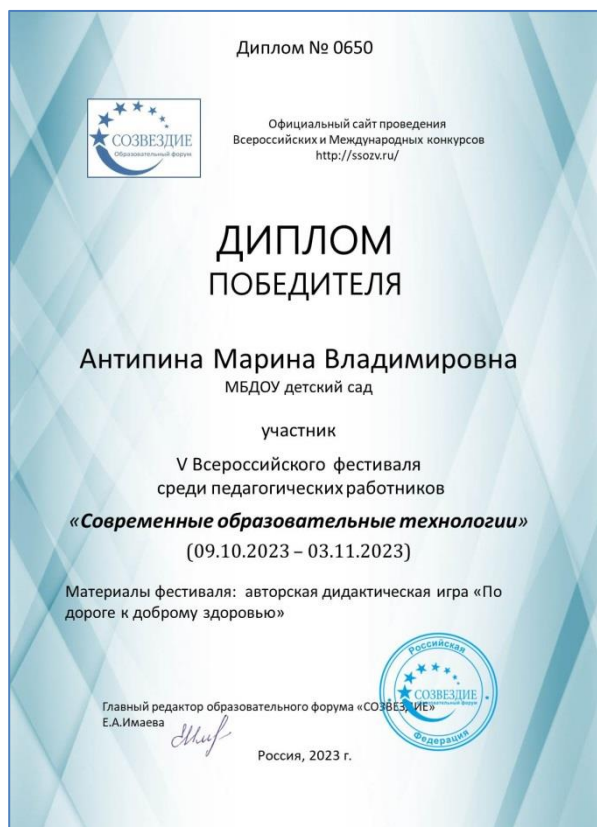 Диплом № 0650
СОЗВЕЗДИЕ
Образовательный форум
Официальный сайт проведения
Всероссийских и Международных конкурсов
http://ssozv.ru/
ДИПЛОМ
ПОБЕДИТЕЛЯ
Антипина Марина Владимировна
МБДОУ детский сад
участник
V Всероссийского фестиваля
среди педагогических работников
«Современные образовательные технологии»
(09.10.2023 – 03.11.2023)
Материалы фестиваля: авторская дидактическая игра «По
дороге к доброму здоровью»
Российская
СОЗВЕЗДИЕ
Образовательный форум
Федерация
Главный редактор образовательного форума «СОЗВЕЗДИЕ»
Е.А.Имаева
Россия, 2023 г.